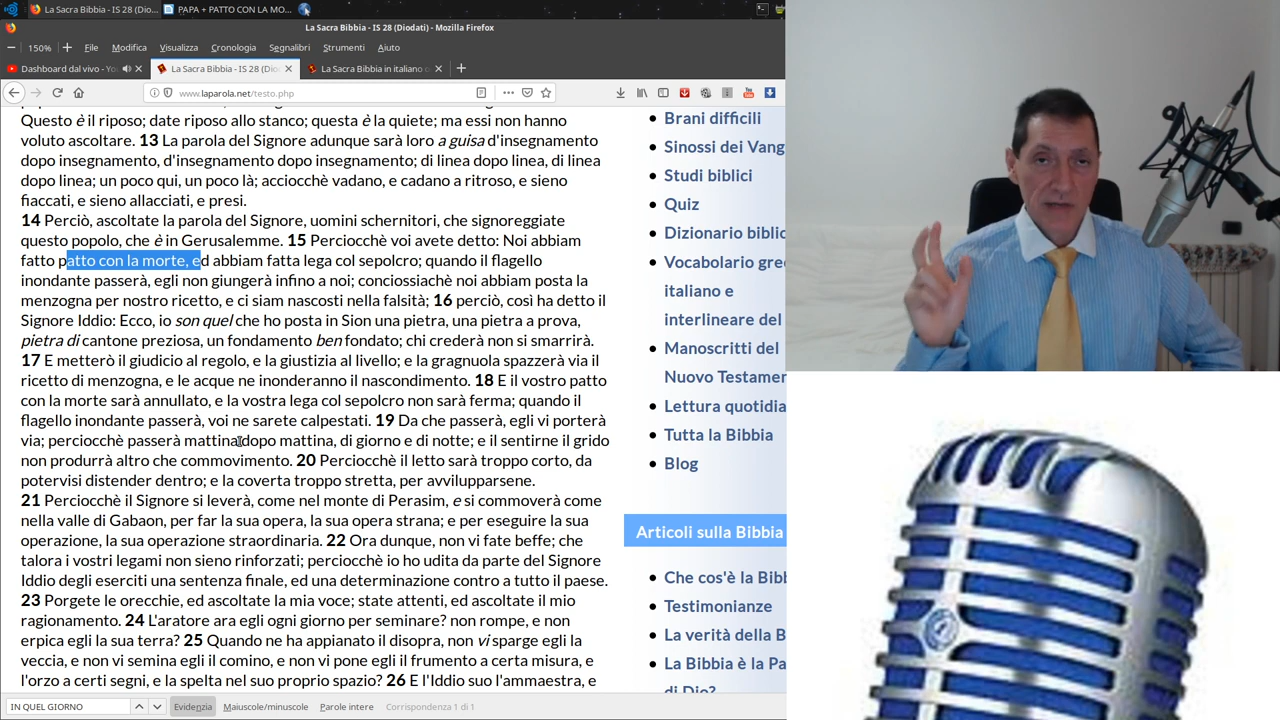 La Sacra Bibbia - IS 28 (Dio...
PAPA + PATTO CON LA MO...
La Sacra Bibbia - IS 28 (Diodati) - Mozilla Firefox
150% File Modifica Visualizza Cronologia Segnalibri Strumenti Aiuto
Dashboard dal vivo - Yo
La Sacra Bibbia - IS 28 (Dio
La Sacra Bibbia in italiano o
www.laparola.net/testo.php
Questo è il riposo; date riposo allo stanco; questa è la quiete; ma essi non hanno
voluto ascoltare. 13 La parola del Signore adunque sarà loro a guisa d'insegnamento
dopo insegnamento, d'insegnamento dopo insegnamento; di linea dopo linea, di linea
dopo linea; un poco qui, un poco là; acciocchè vadano, e cadano a ritroso, e sieno
fiaccati, e sieno allacciati, e presi.
14 Perciò, ascoltate la parola del Signore, uomini schernitori, che signoreggiate
questo popolo, che è in Gerusalemme. 15 Perciocchè voi avete detto: Noi abbiam
fatto patto con la morte, ed abbiam fatta lega col sepolcro; quando il flagello
inondante passerà, egli non giungerà infino a noi; conciossiachè noi abbiam posta la
menzogna per nostro ricetto, e ci siam nascosti nella falsità; 16 perciò, così ha detto il
Signore Iddio: Ecco, io son quel che ho posta in Sion una pietra, una pietra a prova,
pietra di cantone preziosa, un fondamento ben fondato; chi crederà non si smarrirà.
17 E metterò il giudicio al regolo, e la giustizia al livello; e la gragnuola spazzerà via il
ricetto di menzogna, e le acque ne inonderanno il nascondimento. 18 E il vostro patto
con la morte sarà annullato, e la vostra lega col sepolcro non sarà ferma; quando il
flagello inondante passerà, voi ne sarete calpestati. 19 Da che passerà, egli vi porterà
via; perciocchè passerà mattina dopo mattina, di giorno e di notte; e il sentirne il grido
non produrrà altro che commovimento. 20 Perciocchè il letto sarà troppo corto, da
potervisi distender dentro; e la coverta troppo stretta, per avvilupparsene.
21 Perciocchè il Signore si leverà, come nel monte di Perasim, e si commoverà come
nella valle di Gabaon, per far la sua opera, la sua opera strana; e per eseguire la sua
operazione, la sua operazione straordinaria. 22 Ora dunque, non vi fate beffe; che
talora i vostri legami non sieno rinforzati; perciocchè io ho udita da parte del Signore
Iddio degli eserciti una sentenza finale, ed una determinazione contro a tutto il paese.
23 Porgete le orecchie, ed ascoltate la mia voce; state attenti, ed ascoltate il mio
ragionamento. 24 L'aratore ara egli ogni giorno per seminare? non rompe, e non
erpica egli la sua terra? 25 Quando ne ha appianato il disopra, non vi sparge egli la
veccia, e non vi semina egli il comino, e non vi pone egli il frumento a certa misura, e
l'orzo a certi segni, e la spelta nel suo proprio spazio? 26 E l'Iddio suo l'ammaestra, e
Brani difficili
Sinossi dei Vang
Studi biblici
Quiz
Dizionario biblic
Vocabolario gre
italiano e
interlineare del
Manoscritti del
Nuovo Testamer
Lettura quotidia
Tutta la Bibbia
Blog
Articoli sulla Bibbia
Che cos'è la Bibb
Testimonianze
La verità della B
La Bibbia è la Pa
di Dio?
IN QUEL GIORNO Evidenzia Maiuscole/minuscole Parole intere Corrispondenza 1 di 1